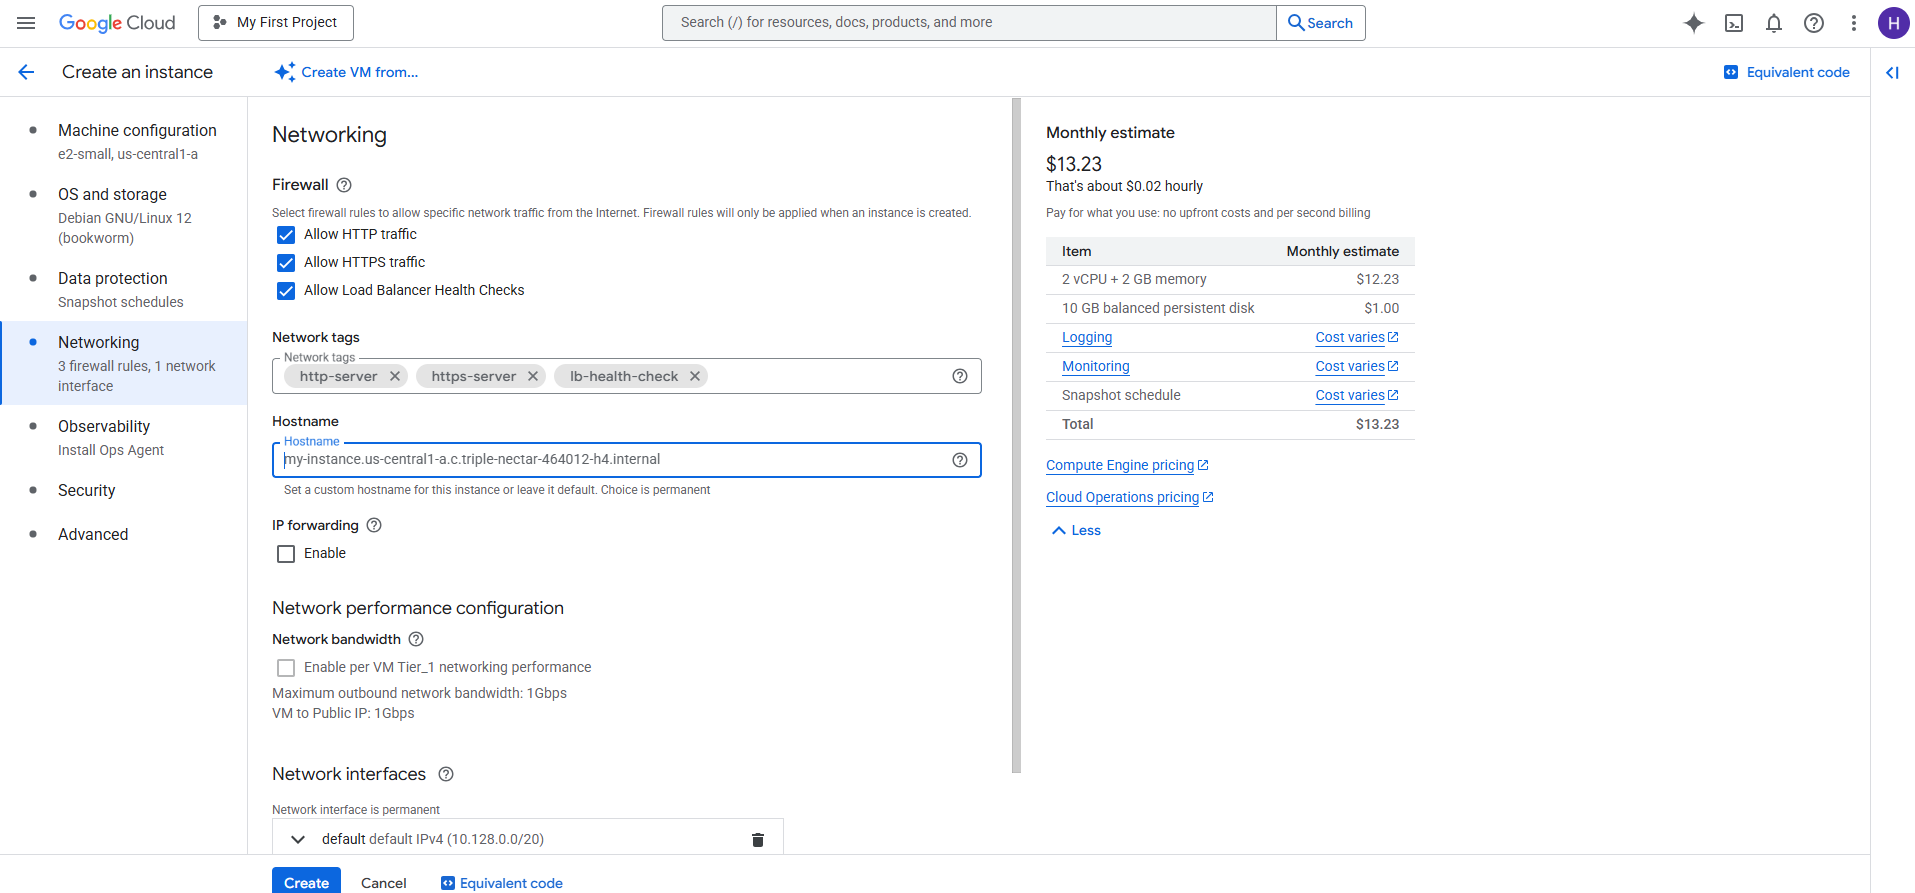 Google Cloud
My First Project
Search (/) for resources, docs, products, and more
Search
H
Create an instance
Create VM from...
Equivalent code
Machine configuration
e2-small, us-central1-a
OS and storage
Debian GNU/Linux 12
(bookworm)
Data protection
Snapshot schedules
Networking
3 firewall rules, 1 network
interface
Observability
Install Ops Agent
Security
Advanced
Networking
Firewall
Select firewall rules to allow specific network traffic from the Internet. Firewall rules will only be applied when an instance is created.
Allow HTTP traffic
Allow HTTPS traffic
Allow Load Balancer Health Checks
Network tags
Network tags
http-server
https-server
lb-health-check
Hostname
Hostname
my-instance.us-central1-a.c.triple-nectar-464012-h4.internal
Set a custom hostname for this instance or leave it default. Choice is permanent
IP forwarding
Enable
Network performance configuration
Network bandwidth
Enable per VM Tier_1 networking performance
Maximum outbound network bandwidth: 1Gbps
VM to Public IP: 1Gbps
Network interfaces
Network interface is permanent
default default IPv4 (10.128.0.0/20)
Create
Cancel
Equivalent code
Monthly estimate
$13.23
That's about $0.02 hourly
Pay for what you use: no upfront costs and per second billing
Item Monthly estimate
2 vCPU + 2 GB memory $12.23
10 GB balanced persistent disk $1.00
Logging Cost varies
Monitoring Cost varies
Snapshot schedule Cost varies
Total $13.23
Compute Engine pricing
Cloud Operations pricing
Less